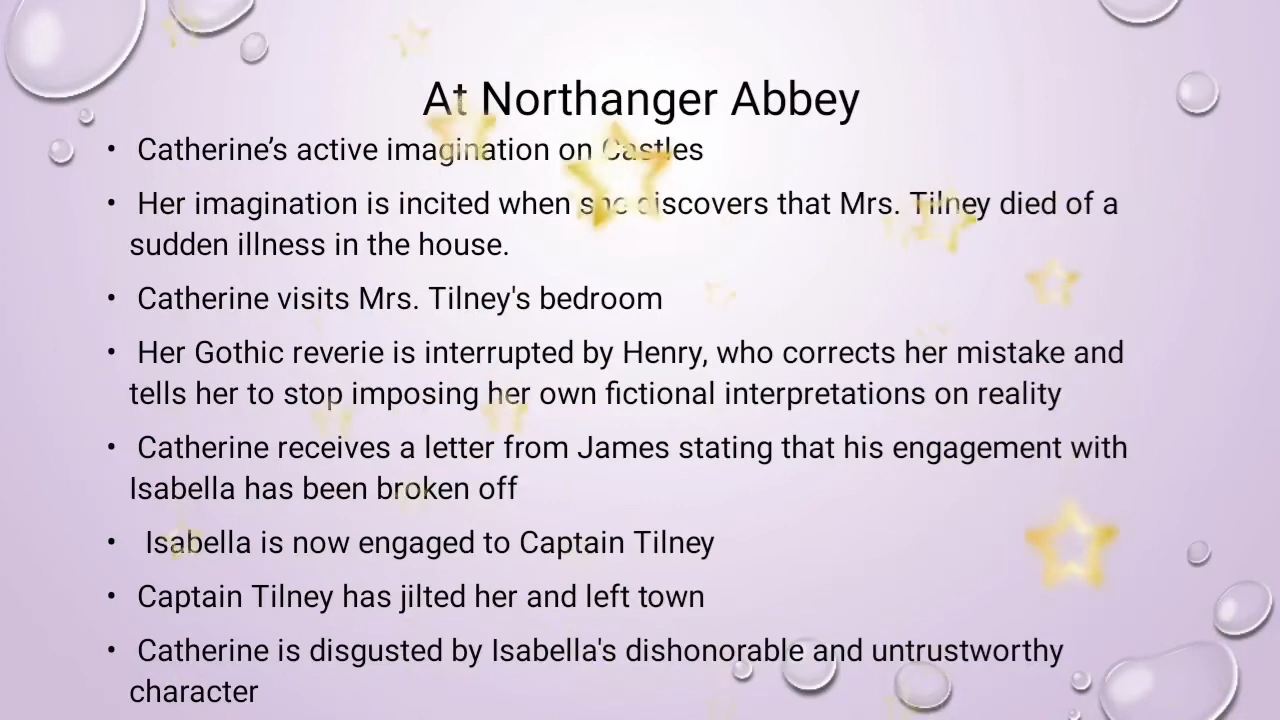 At Northanger Abbey
• Catherine’s active imagination on Castles
• Her imagination is incited when she discovers that Mrs. Tilney died of a
sudden illness in the house.
• Catherine visits Mrs. Tilney's bedroom
• Her Gothic reverie is interrupted by Henry, who corrects her mistake and
tells her to stop imposing her own fictional interpretations on reality
• Catherine receives a letter from James stating that his engagement with
Isabella has been broken off
• Isabella is now engaged to Captain Tilney
• Captain Tilney has jilted her and left town
• Catherine is disgusted by Isabella's dishonorable and untrustworthy
character